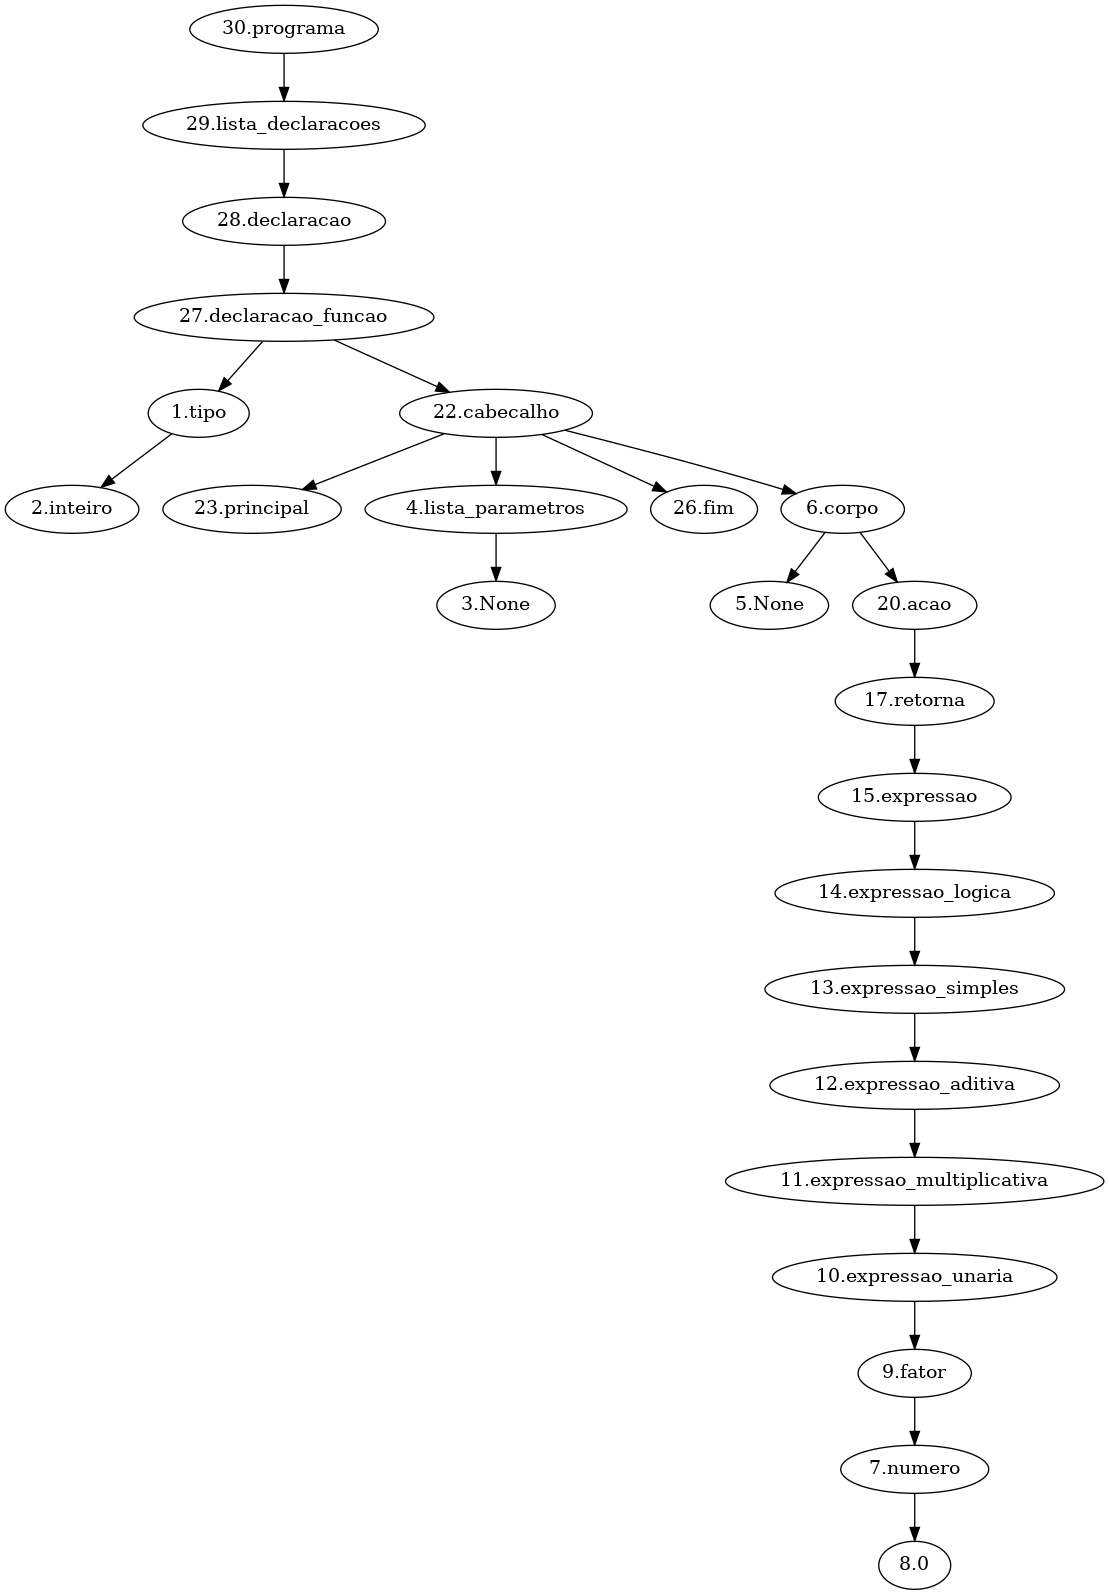 30.programa
29.lista_declaracoes
28.declaracao
27.declaracao_funcao
1.tipo
22.cabecalho
2.inteiro
23.principal
4.lista_parametros
26.fim
6.corpo
3.None
5.None
20.acao
17.retorna
15.expressao
14.expressao_logica
13.expressao_simples
12.expressao_aditiva
11.expressao_multiplicativa
10.expressao_unaria
9.fator
7.numero
8.0